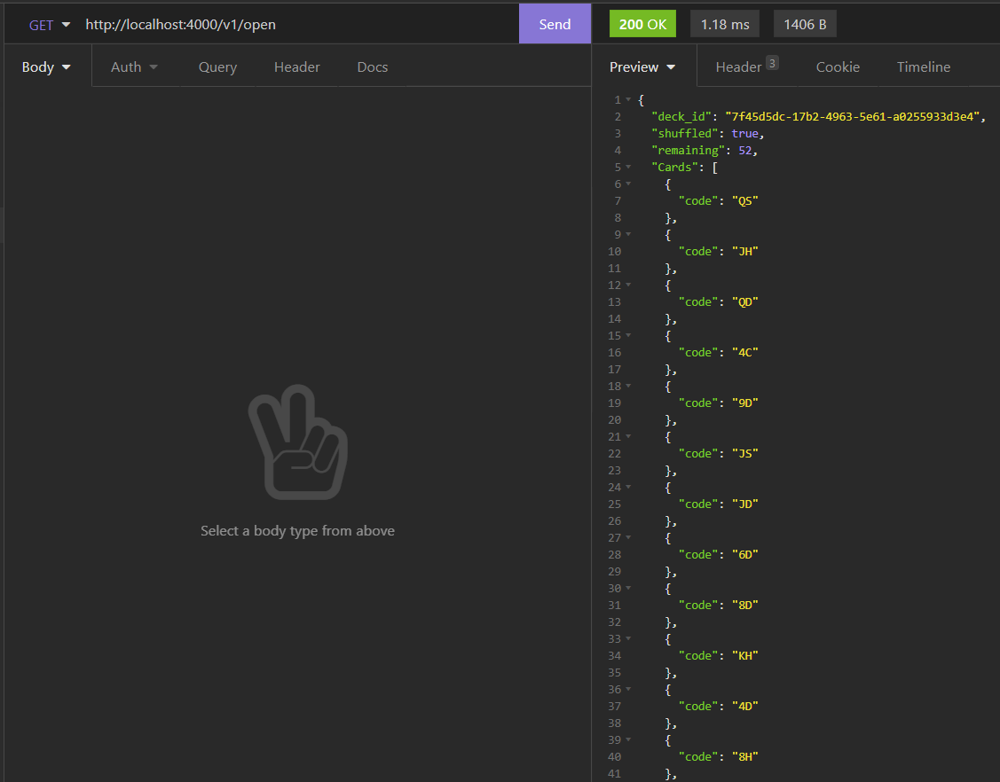 GET http://localhost:4000/v1/open Send 200 OK 1.18 ms 1406 B
Body Auth Query Header Docs
Preview Header 3 Cookie Timeline
Select a body type from above
1 {
2 "deck_id": "7f45d5dc-17b2-4963-5e61-a0255933d3e4",
3 "shuffled": true,
4 "remaining": 52,
5 "Cards": [
6 {
7 "code": "QS"
8 },
9 {
10 "code": "JH"
11 },
12 {
13 "code": "QD"
14 },
15 {
16 "code": "4C"
17 },
18 {
19 "code": "9D"
20 },
21 {
22 "code": "JS"
23 },
24 {
25 "code": "JD"
26 },
27 {
28 "code": "6D"
29 },
30 {
31 "code": "8D"
32 },
33 {
34 "code": "KH"
35 },
36 {
37 "code": "4D"
38 },
39 {
40 "code": "8H"
41 },